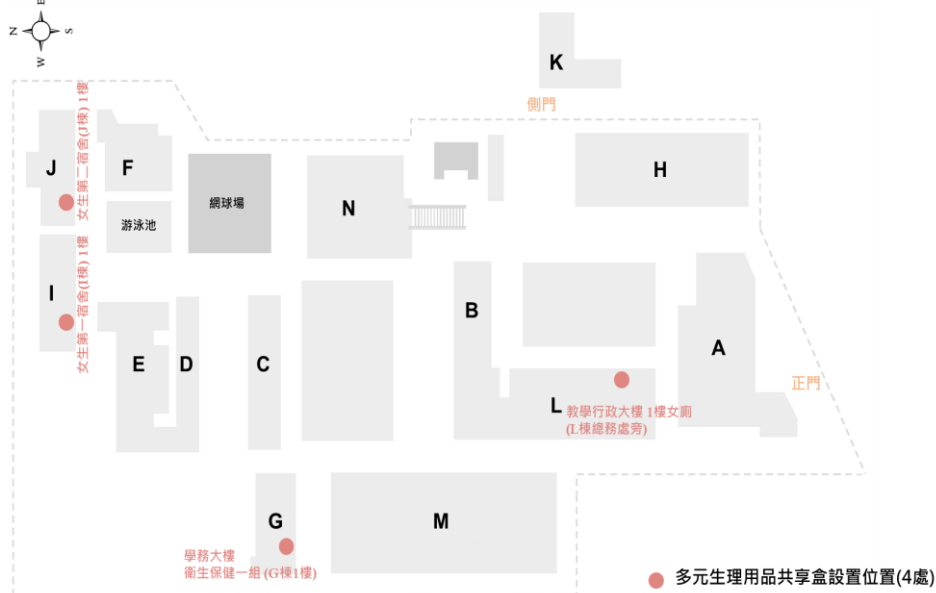 E
N
S
W
K
側門
女生第二宿舍(J棟) 1樓
J
F
網球場
N
H
游泳池
女生第一宿舍(I棟) 1樓
I
E
D
C
B
A
正門
L
教學行政大樓 1樓女廁
(L棟總務處旁)
G
M
學務大樓
衛生保健一組 (G棟1樓)
多元生理用品共享盒設置位置(4處)